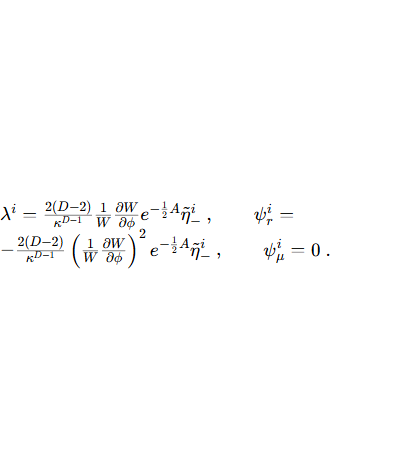 λ^i = \frac{2(D−2)}{κ^{D−1}} \frac{1}{W} \frac{∂W}{∂ϕ} e^{−\frac{1}{2}A} \tilde{η}^i_− , ψ^i_r =
−\frac{2(D−2)}{κ^{D−1}} \left( \frac{1}{W} \frac{∂W}{∂ϕ} \right)^2 e^{−\frac{1}{2}A} \tilde{η}^i_− , ψ^i_μ = 0 .